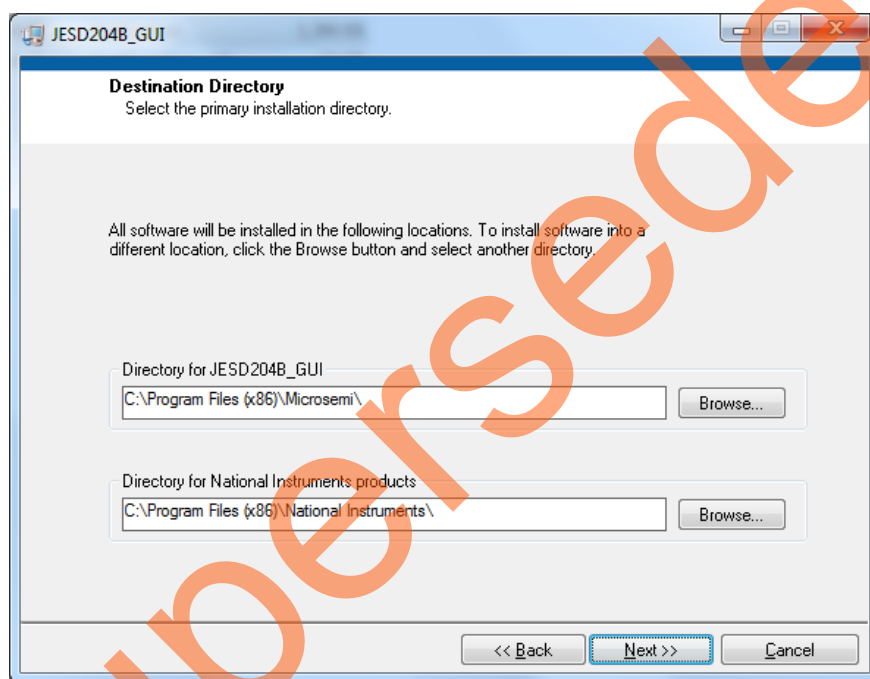 JESD204B_GUI
Destination Directory
Select the primary installation directory.
All software will be installed in the following locations. To install software into a
different location, click the Browse button and select another directory.
Directory for JESD204B_GUI
C:\Program Files (x86)\Microsemi\
Browse...
Directory for National Instruments products
C:\Program Files (x86)\National Instruments\
Browse...
<< Back
Next >>
Cancel
persede